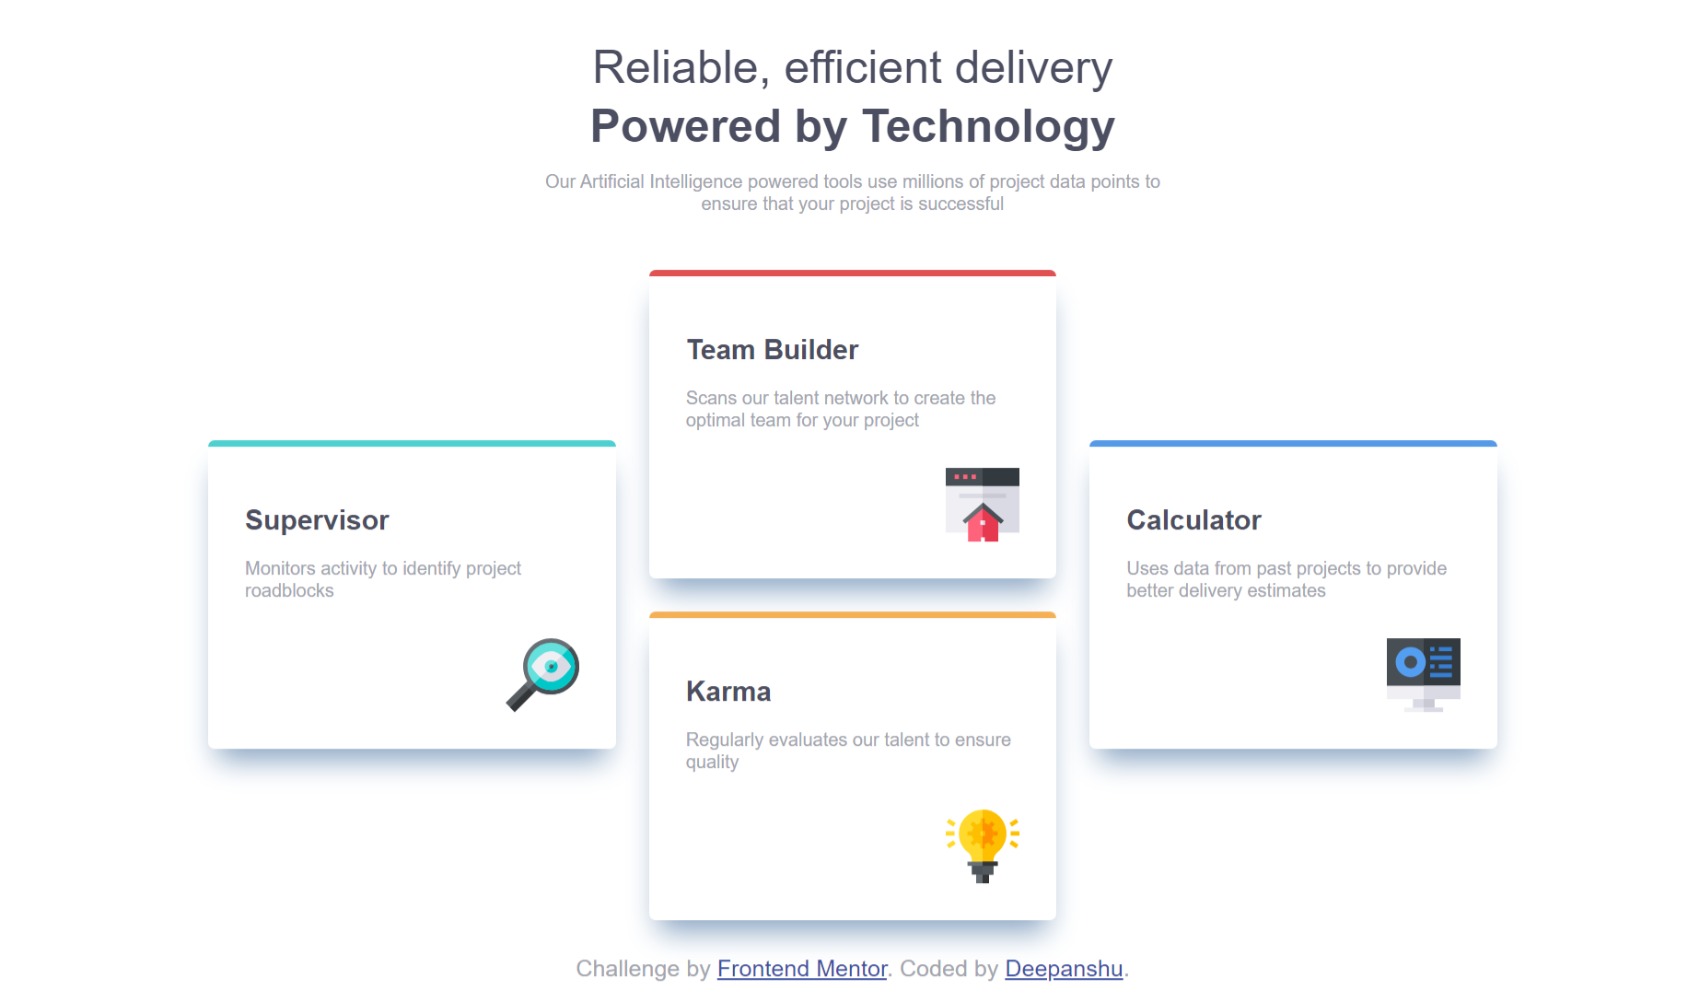 Reliable, efficient delivery
Powered by Technology
Our Artificial Intelligence powered tools use millions of project data points to
ensure that your project is successful
Team Builder
Scans our talent network to create the
optimal team for your project
Supervisor
Monitors activity to identify project
roadblocks
Calculator
Uses data from past projects to provide
better delivery estimates
Karma
Regularly evaluates our talent to ensure
quality
Challenge by Frontend Mentor. Coded by Deepanshu.